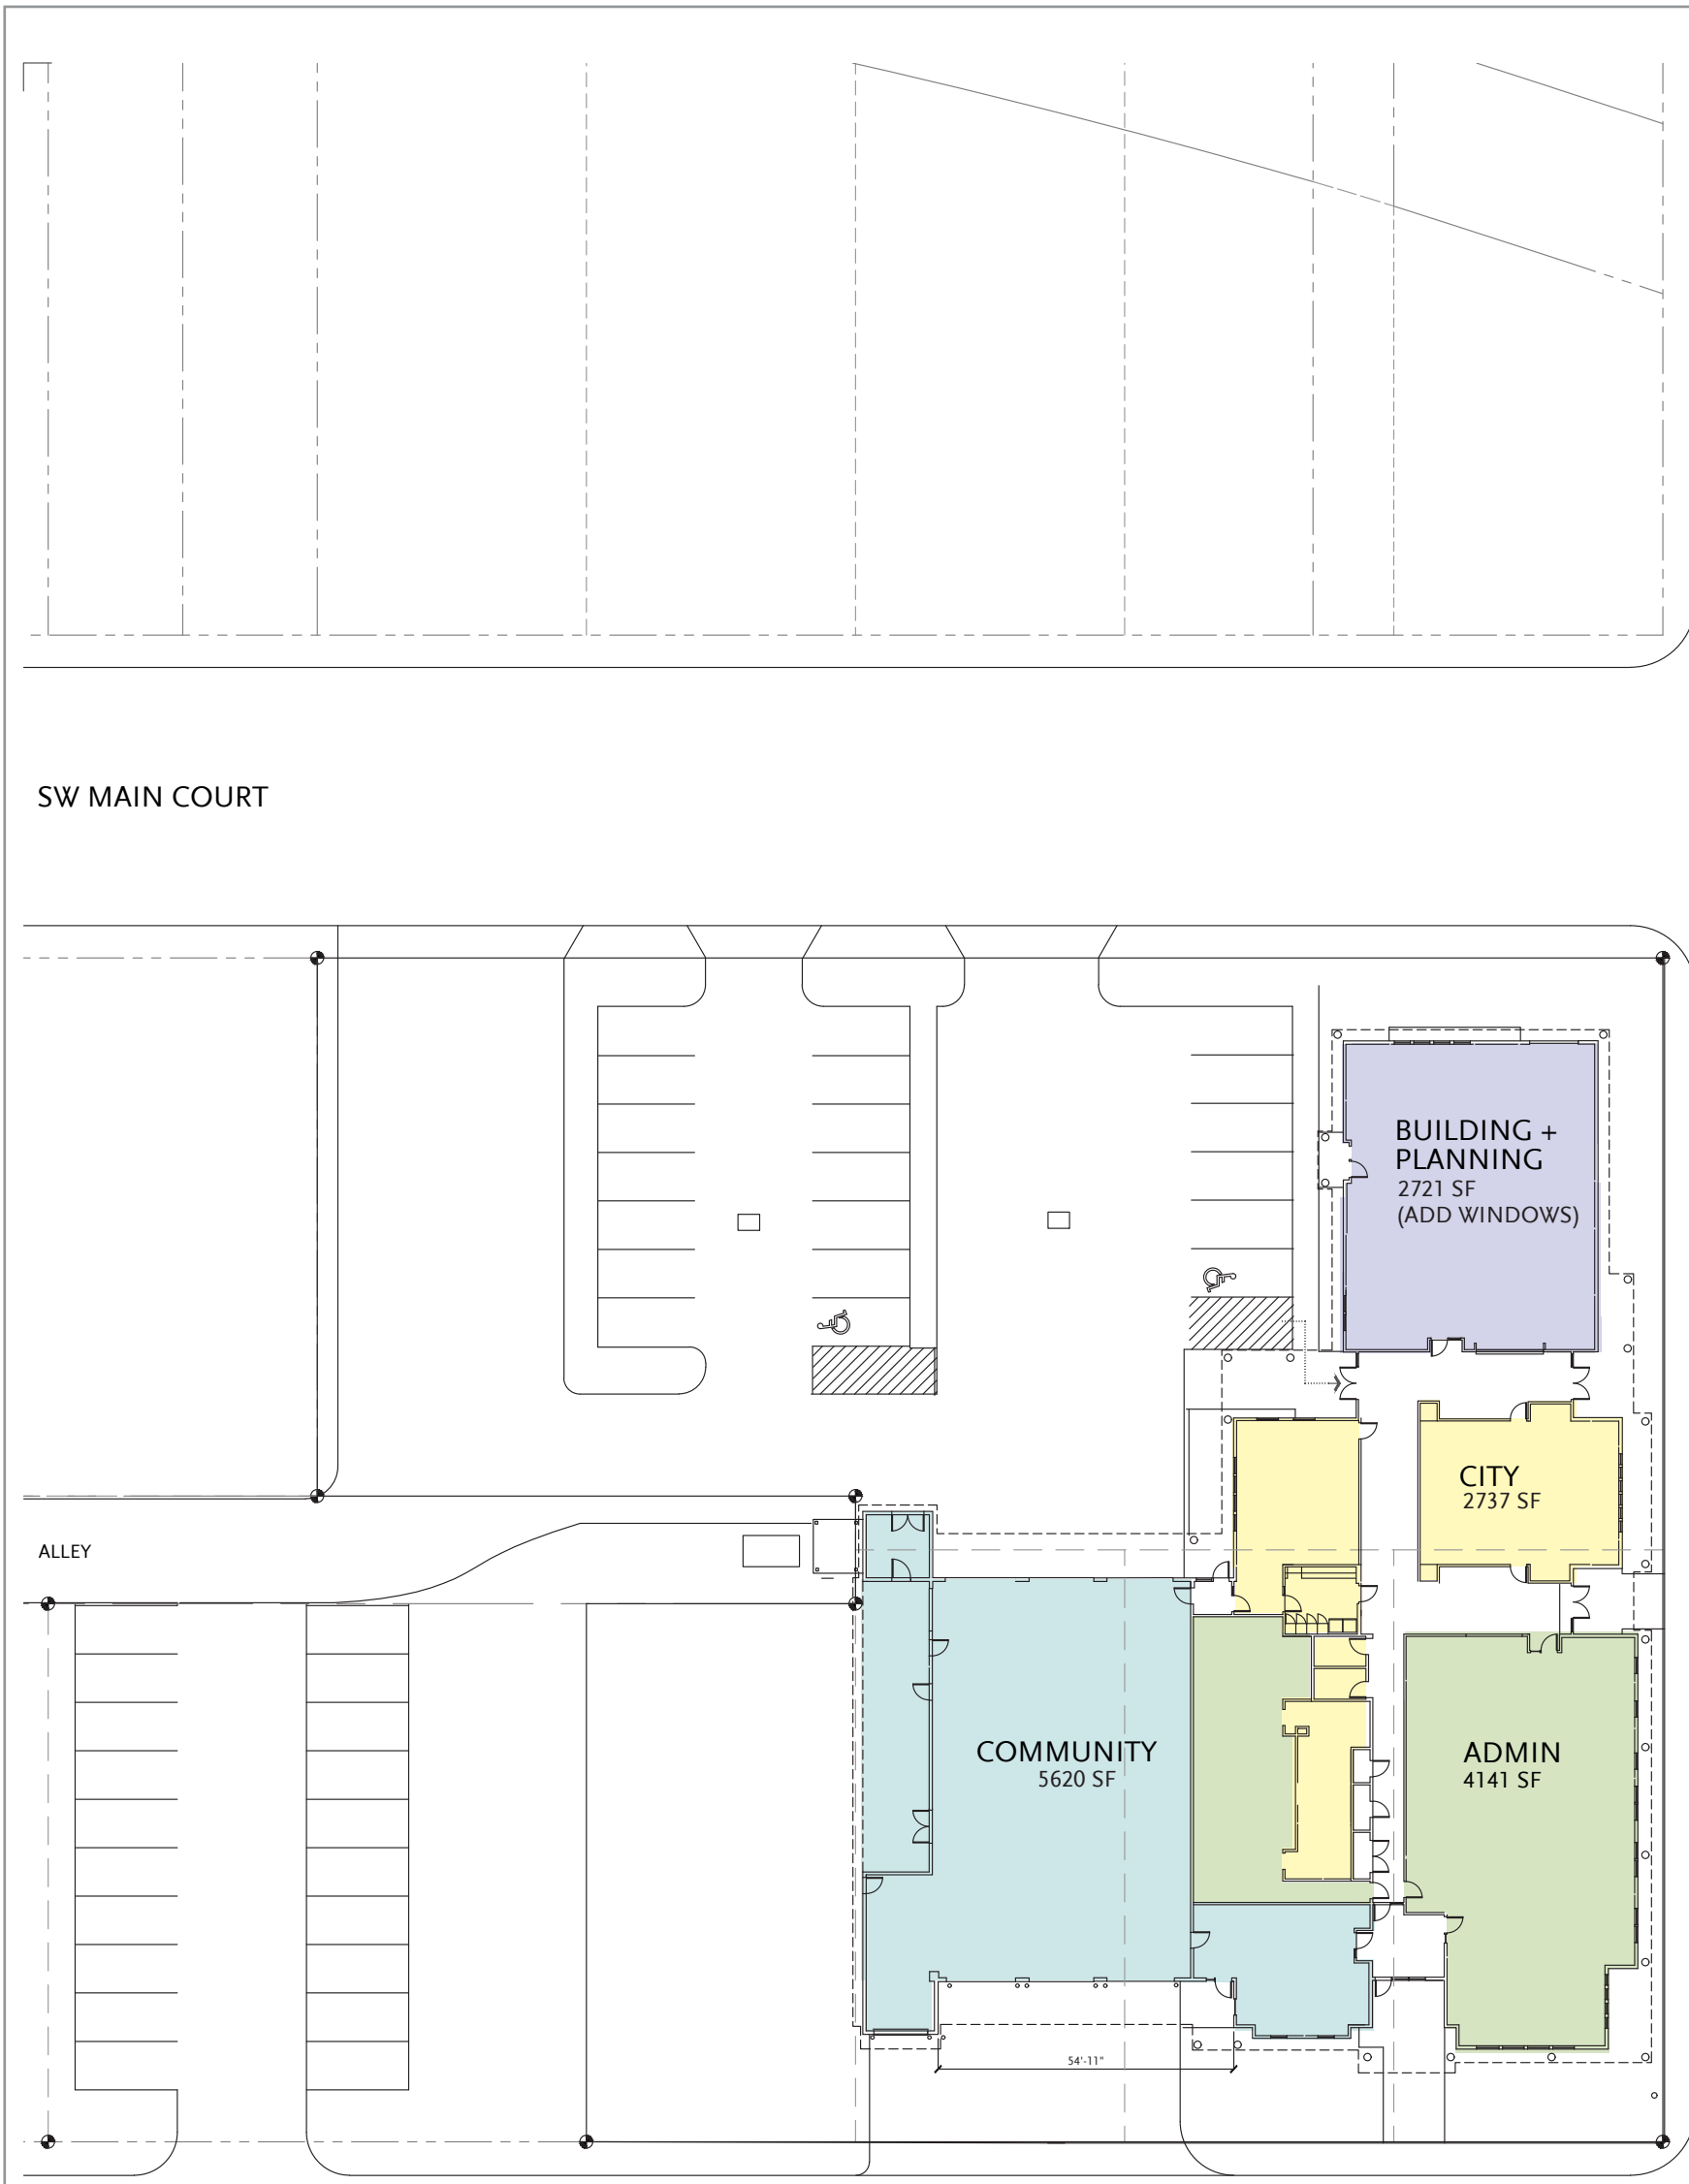 SW MAIN COURT
BUILDING +
PLANNING
2721 SF
(ADD WINDOWS)
CITY
2737 SF
ALLEY
COMMUNITY
5620 SF
ADMIN
4141 SF
54'-11"